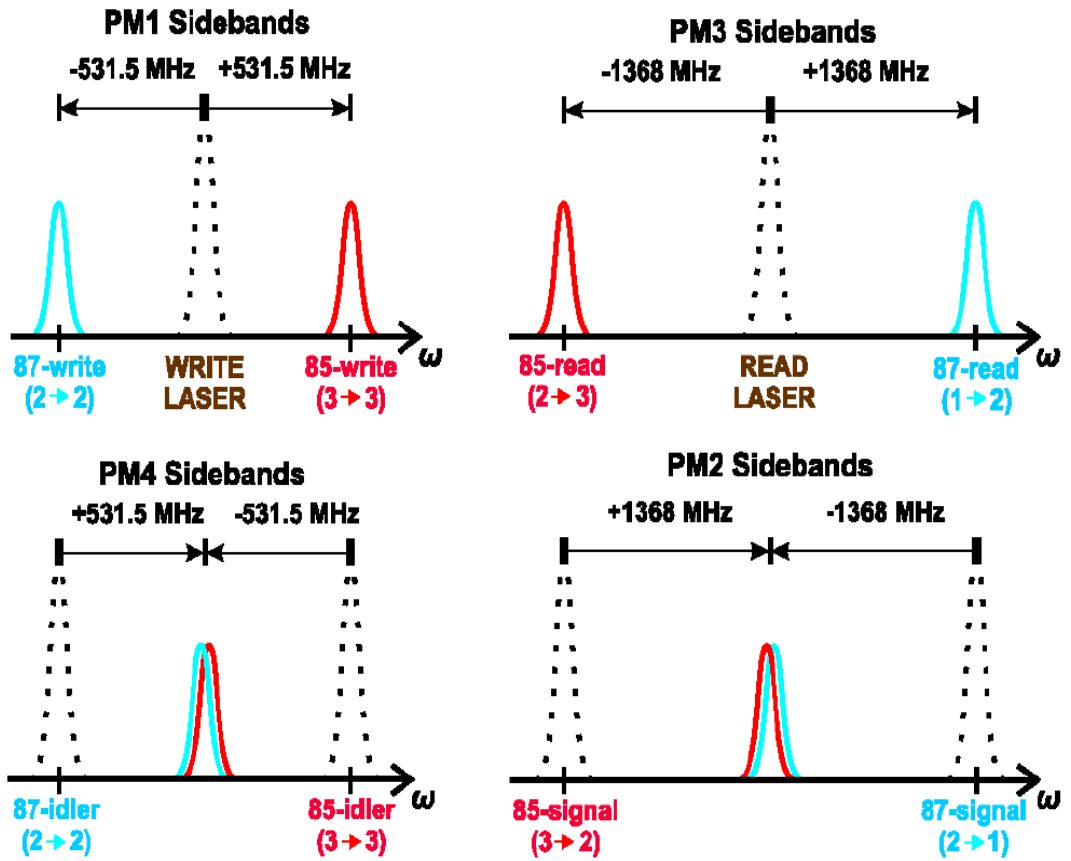 PM1 Sidebands
-531.5 MHz +531.5 MHz
87-write
(2→2)
WRITE
LASER
85-write
(3→3)
ω
PM3 Sidebands
-1368 MHz +1368 MHz
85-read
(2→3)
READ
LASER
87-read
(1→2)
ω
PM4 Sidebands
+531.5 MHz -531.5 MHz
87-idler
(2→2)
85-idler
(3→3)
ω
PM2 Sidebands
+1368 MHz -1368 MHz
85-signal
(3→2)
87-signal
(2→1)
ω